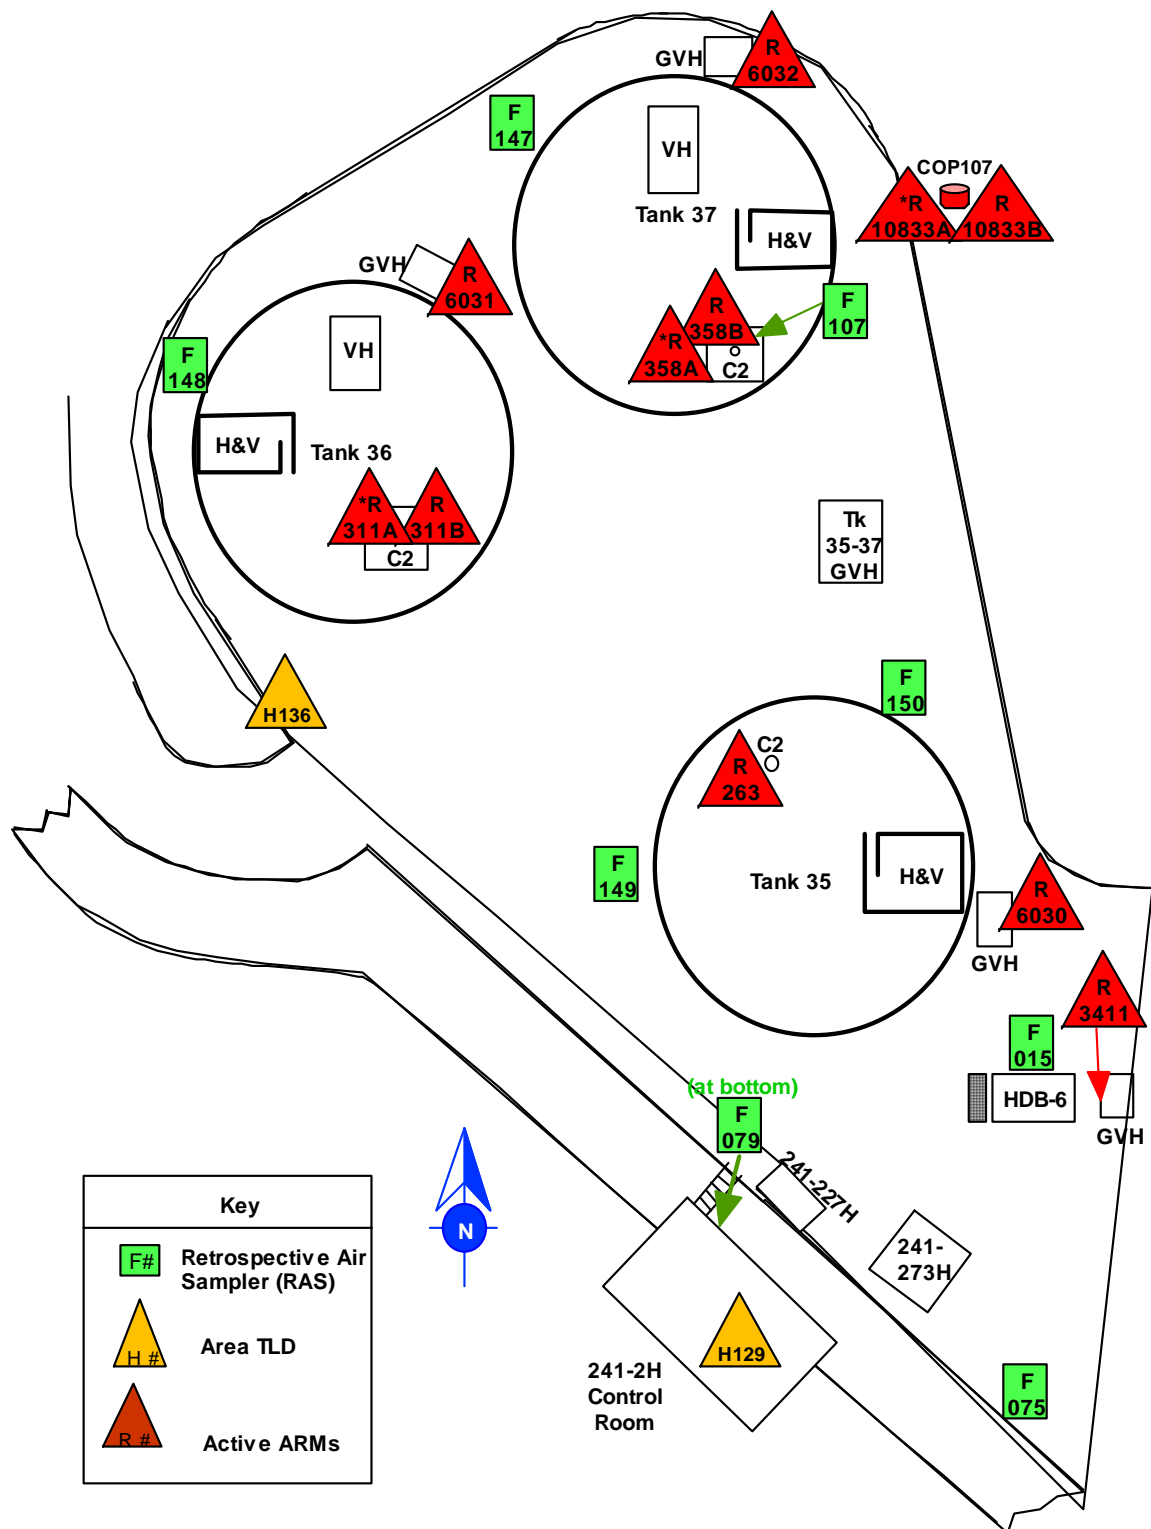 R
GVH
6032
F
147
VH
COP107
Tank 37
*R
10833A
R
10833B
H&V
GVH
R
6031
R
358B
F
107
*R
358A
C2
F
148
VH
H&V
Tank 36
*R
311A
R
311B
C2
Tk
35-37
GVH
H136
F
150
C2
R
263
F
149
Tank 35
H&V
R
6030
GVH
R
3411
F
015
HDB-6
GVH
(at bottom)
F
079
241-227H
241-
273H
N
H129
241-2H
Control
Room
F
075
Key
F#
Retrospective Air
Sampler (RAS)
H #
Area TLD
R #
Active ARMs